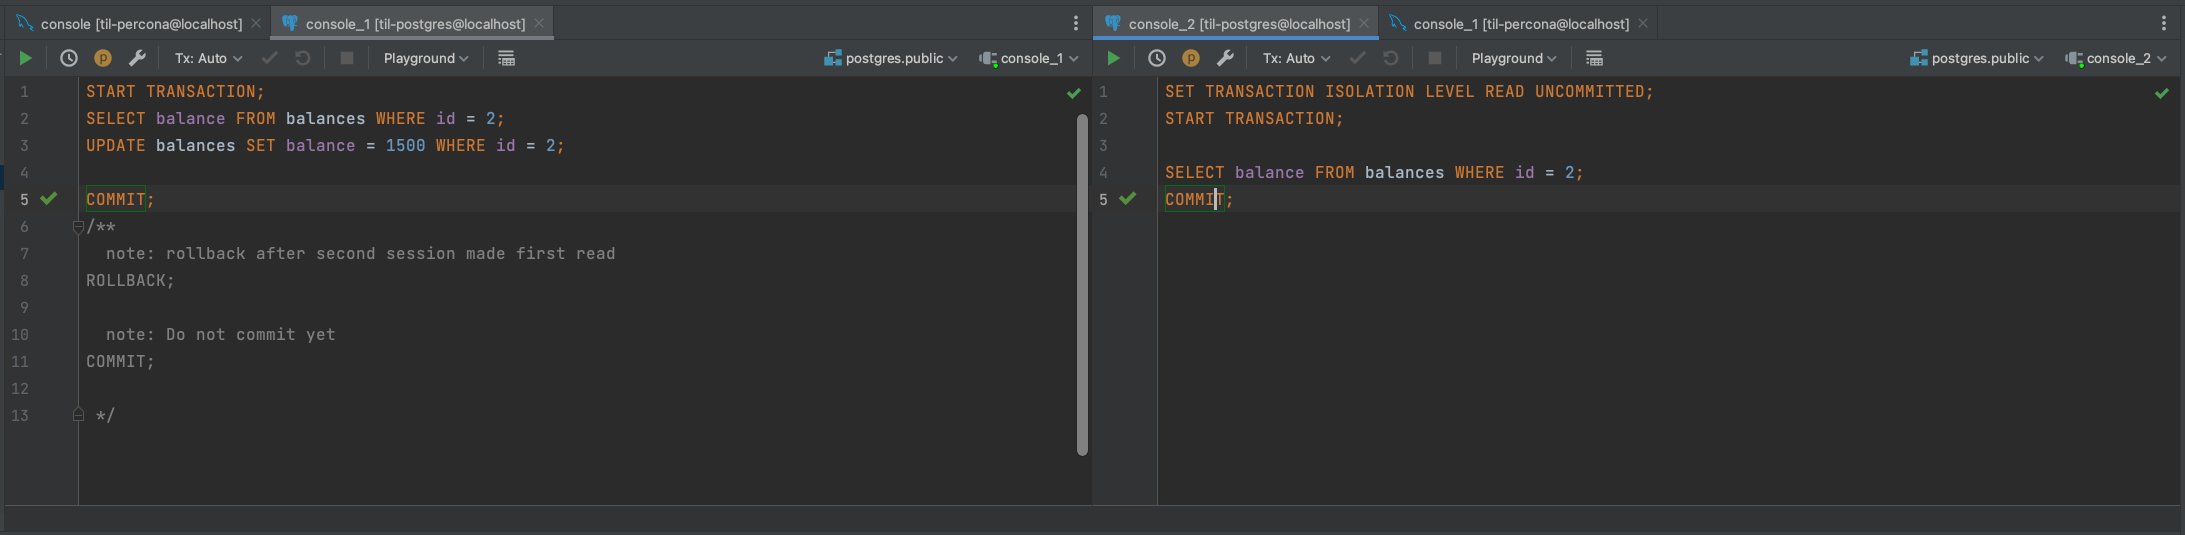 console [til-percona@localhost] console_1 [til-postgres@localhost]
Tx: Auto Playground postgres.public console_1
1 START TRANSACTION;
2 SELECT balance FROM balances WHERE id = 2;
3 UPDATE balances SET balance = 1500 WHERE id = 2;
4
5 COMMIT;
6 /**
7 note: rollback after second session made first read
8 ROLLBACK;
9
10 note: Do not commit yet
11 COMMIT;
12
13 */
console_2 [til-postgres@localhost] console_1 [til-percona@localhost]
Tx: Auto Playground postgres.public console_2
1 SET TRANSACTION ISOLATION LEVEL READ UNCOMMITTED;
2 START TRANSACTION;
3
4 SELECT balance FROM balances WHERE id = 2;
5 COMMIT;